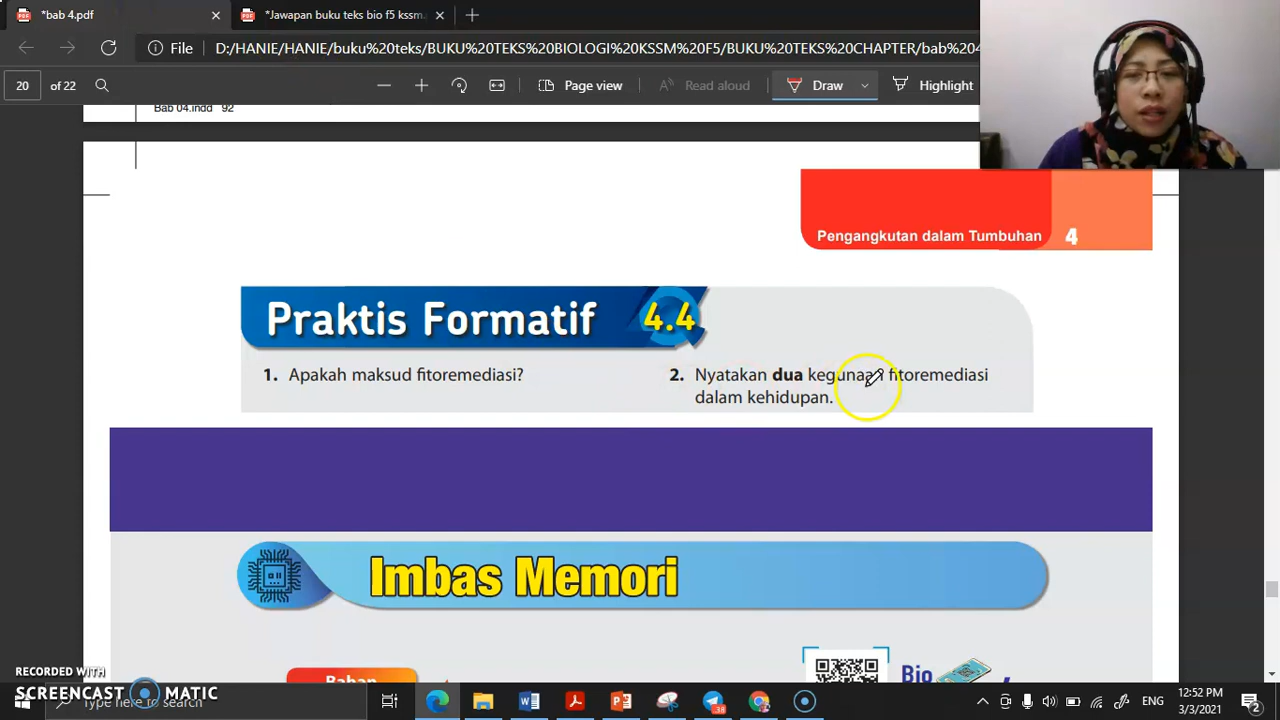 *bab 4.pdf
*Jawapan buku teks bio f5 kssm
File
D:/HANIE/HANIE/buku%20teks/BUKU%20TEKS%20BIOLOGI%20KSSM%20F5/BUKU%20TEKS%20CHAPTER/bab%204
20 of 22
Page view
Read aloud
Draw
Highlight
Bab 04.indd 92
Pengangkutan dalam Tumbuhan 4
Praktis Formatif 4.4
1. Apakah maksud fitoremediasi?
2. Nyatakan dua kegunaan fitoremediasi
dalam kehidupan.
Imbas Memori
Bahan
Bio
RECORDED WITH
SCREENCAST MATIC
Type here to search
38
ENG
12:52 PM
3/3/2021
2